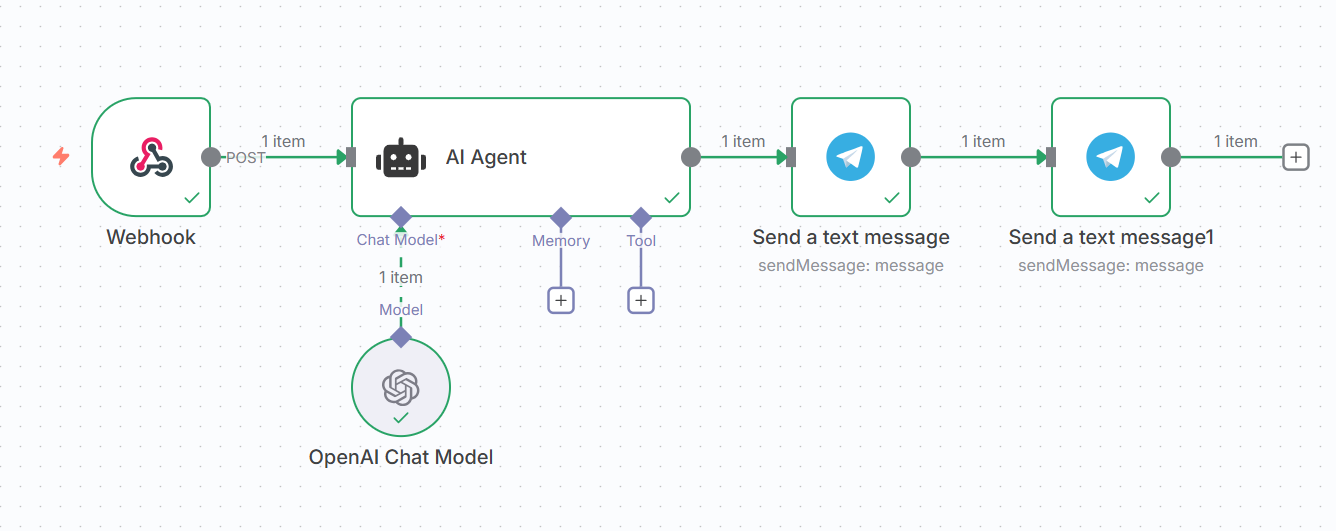 POST
1 item
AI Agent
1 item
1 item
1 item
Webhook
Chat Model*
Memory
Tool
Send a text message
sendMessage: message
Send a text message1
sendMessage: message
1 item
Model
OpenAI Chat Model